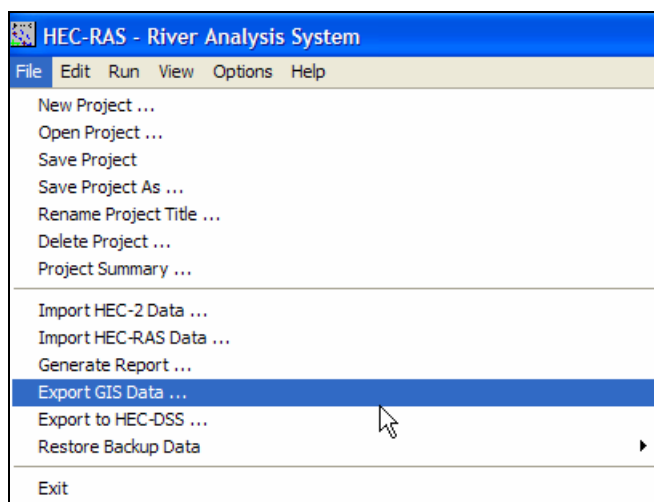 HEC-RAS - River Analysis System
File Edit Run View Options Help
New Project ...
Open Project ...
Save Project
Save Project As ...
Rename Project Title ...
Delete Project ...
Project Summary ...
Import HEC-2 Data ...
Import HEC-RAS Data ...
Generate Report ...
Export GIS Data ...
Export to HEC-DSS ...
Restore Backup Data
Exit